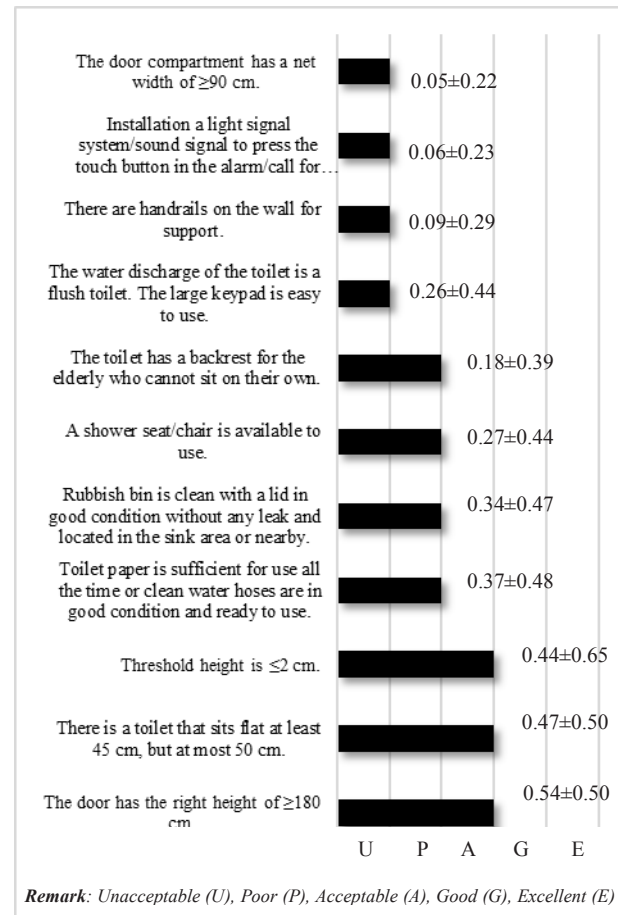 The door compartment has a net
width of ≥90 cm.
0.05±0.22
Installation a light signal
system/sound signal to press the
touch button in the alarm/call for…
0.06±0.23
There are handrails on the wall for
support.
0.09±0.29
The water discharge of the toilet is a
flush toilet. The large keypad is easy
to use.
0.26±0.44
The toilet has a backrest for the
elderly who cannot sit on their own.
0.18±0.39
A shower seat/chair is available to
use.
0.27±0.44
Rubbish bin is clean with a lid in
good condition without any leak and
located in the sink area or nearby.
0.34±0.47
Toilet paper is sufficient for use all
the time or clean water hoses are in
good condition and ready to use.
0.37±0.48
Threshold height is ≤2 cm.
0.44±0.65
There is a toilet that sits flat at least
45 cm, but at most 50 cm.
0.47±0.50
The door has the right height of ≥180
cm
0.54±0.50
U P A G E
Remark: Unacceptable (U), Poor (P), Acceptable (A), Good (G), Excellent (E)